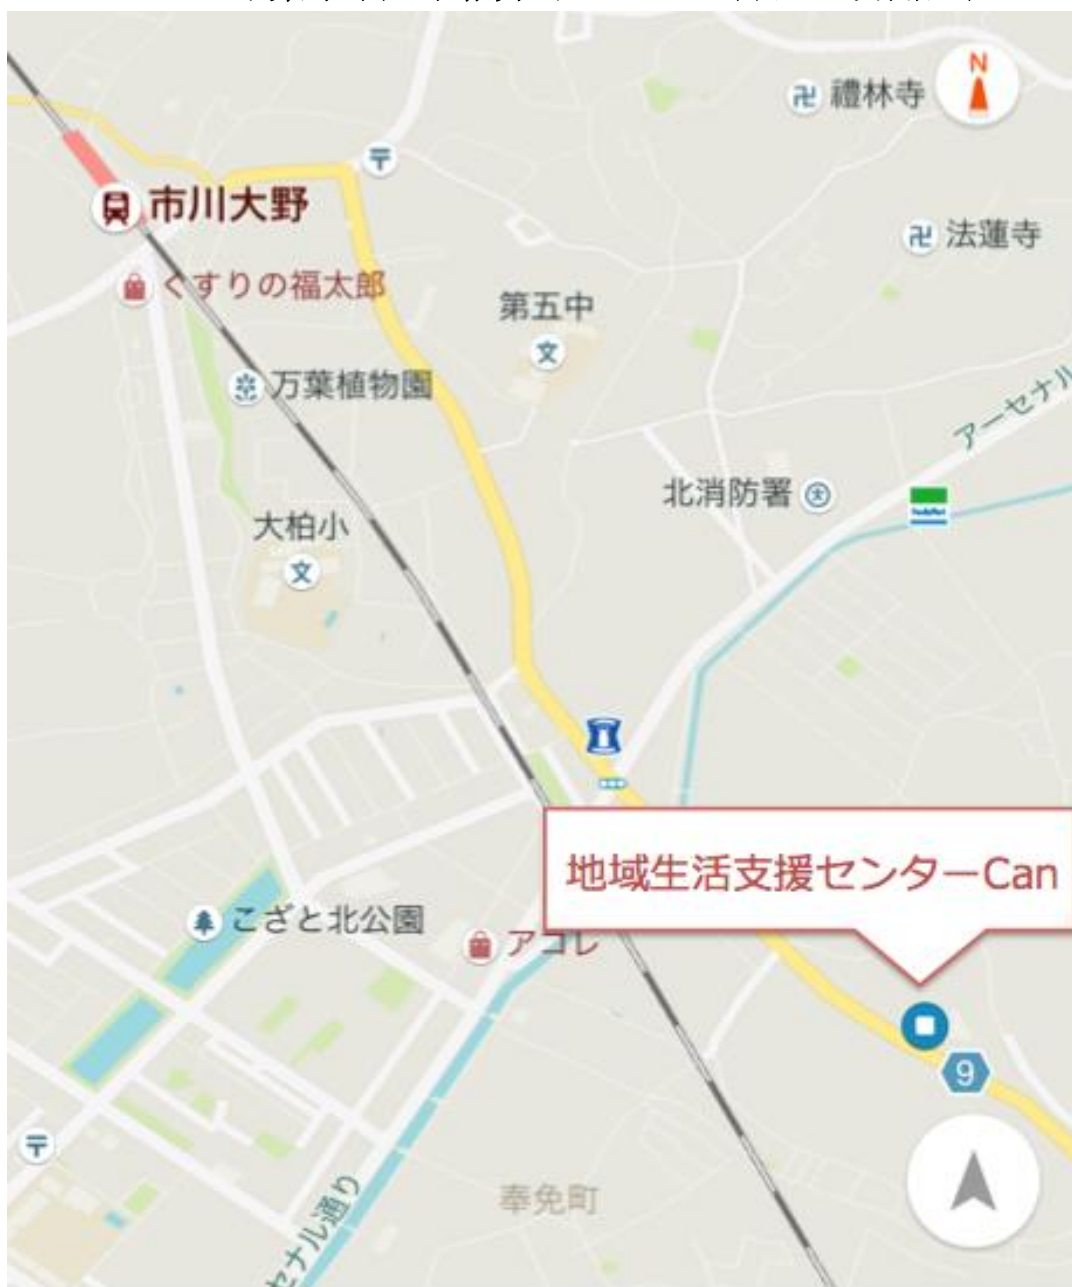 N
禮林寺
市川大野
法蓮寺
くすりの福太郎
第五中
万葉植物園
アーセナル
北消防署
FamilyMart
大柏小
地域生活支援センターCan
こざと北公園
アコレ
9
奉免町
セナル通り